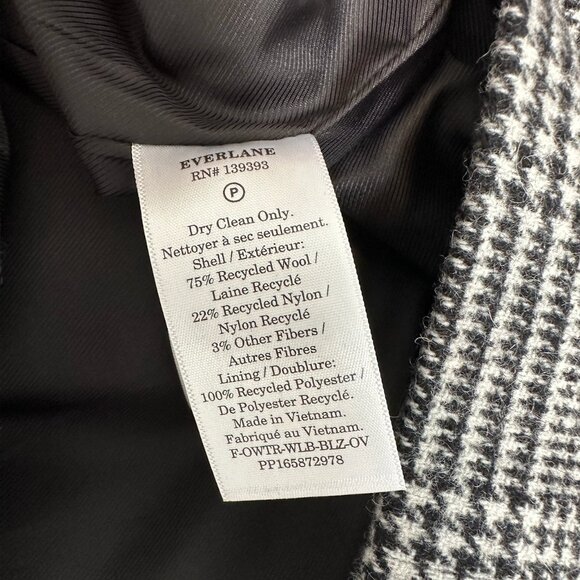 EVERLANE
RN# 139393
P
Dry Clean Only.
Nettoyer à sec seulement.
Shell / Extérieur:
75% Recycled Wool /
Laine Recyclé
22% Recycled Nylon /
Nylon Recyclé
3% Other Fibers /
Autres Fibres
Lining / Doublure:
100% Recycled Polyester /
De Polyester Recyclé.
Made in Vietnam.
Fabriqué au Vietnam.
F-OWTR-WLB-BLZ-OV
PP165872978